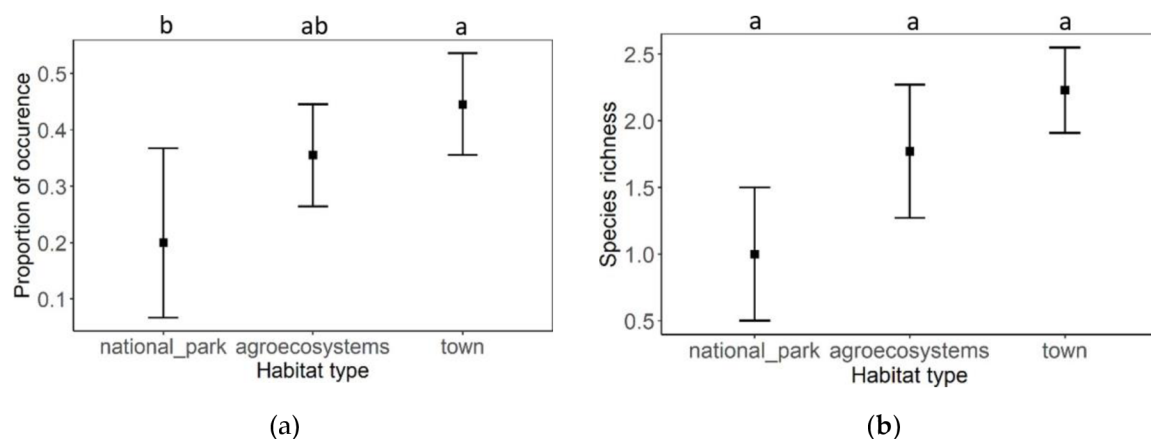 b ab a
Proportion of occurence
0.5
0.4
0.3
0.2
0.1
national_park agroecosystems town
Habitat type
(a)
a a a
Species richness
2.5
2.0
1.5
1.0
0.5
national_park agroecosystems town
Habitat type
(b)